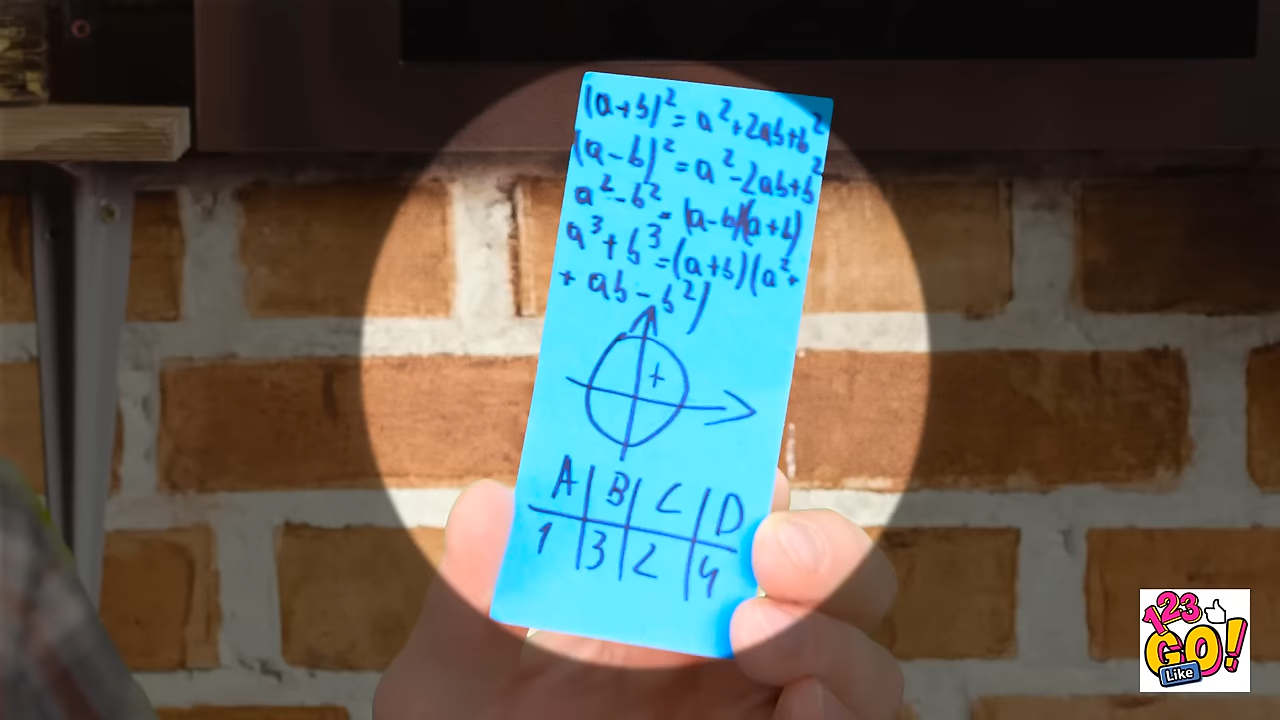 (a+b)² = a²+2ab+b²
(a-b)² = a²-2ab+b²
a²-b² = (a-b)(a+b)
a³+b³ =(a+b)(a²+
+ab-b²)
+
A B C D
1 3 2 4
123
GO!
Like